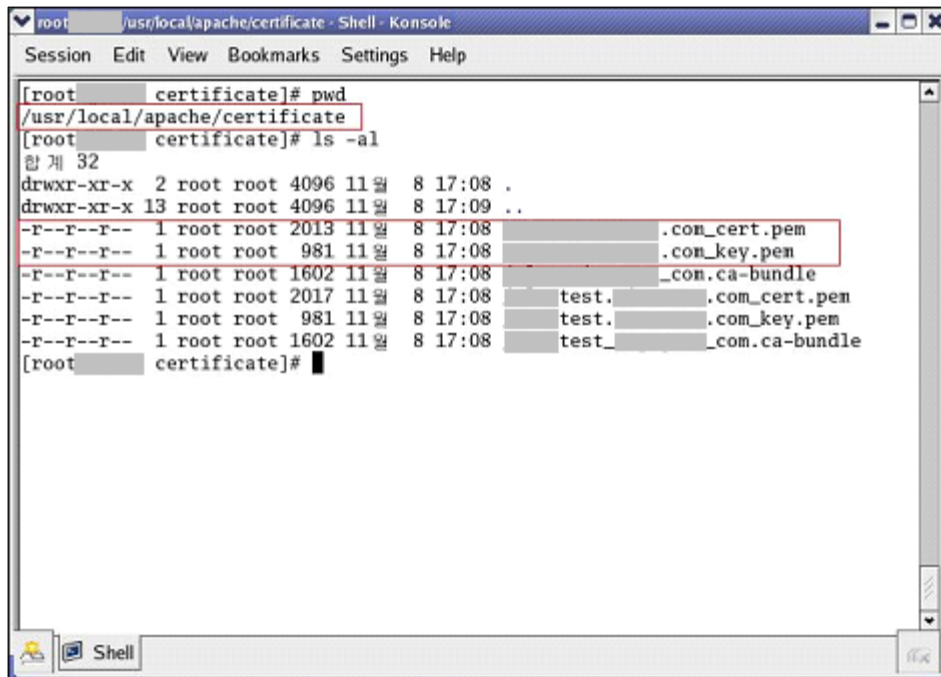 root /usr/local/apache/certificate - Shell - Konsole
Session Edit View Bookmarks Settings Help
[root certificate]# pwd
/usr/local/apache/certificate
[root certificate]# ls -al
합계 32
drwxr-xr-x 2 root root 4096 11월 8 17:08 .
drwxr-xr-x 13 root root 4096 11월 8 17:09 ..
-r--r--r-- 1 root root 2013 11월 8 17:08 .com_cert.pem
-r--r--r-- 1 root root 981 11월 8 17:08 .com_key.pem
-r--r--r-- 1 root root 1602 11월 8 17:08 _com.ca-bundle
-r--r--r-- 1 root root 2017 11월 8 17:08 test. .com_cert.pem
-r--r--r-- 1 root root 981 11월 8 17:08 test. .com_key.pem
-r--r--r-- 1 root root 1602 11월 8 17:08 test_ _com.ca-bundle
[root certificate]#
Shell